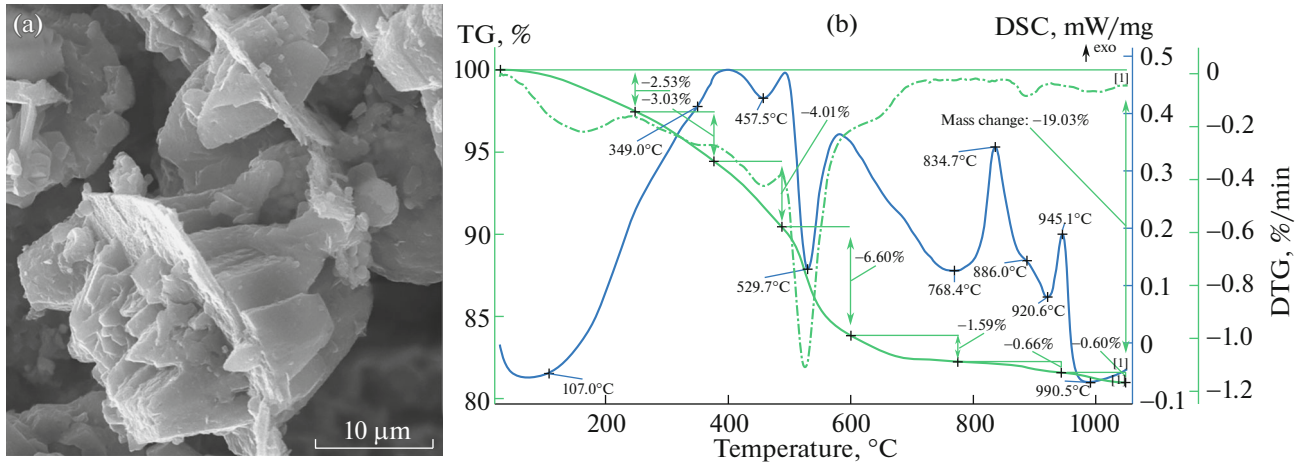 (a)
10 μm
(b)
TG, %
DSC, mW/mg
exo
DTG, %/min
100
95
90
85
80
0.5
0.4
0.3
0.2
0.1
0
−0.1
0
−0.2
−0.4
−0.6
−0.8
−1.0
−1.2
[1]
−2.53%
−3.03%
−4.01%
349.0°C
457.5°C
Mass change: −19.03%
834.7°C
945.1°C
−6.60%
529.7°C
768.4°C
886.0°C
920.6°C
−1.59%
−0.66%
−0.60%
[1]
[1]
107.0°C
990.5°C
200
400
600
800
1000
Temperature, °C